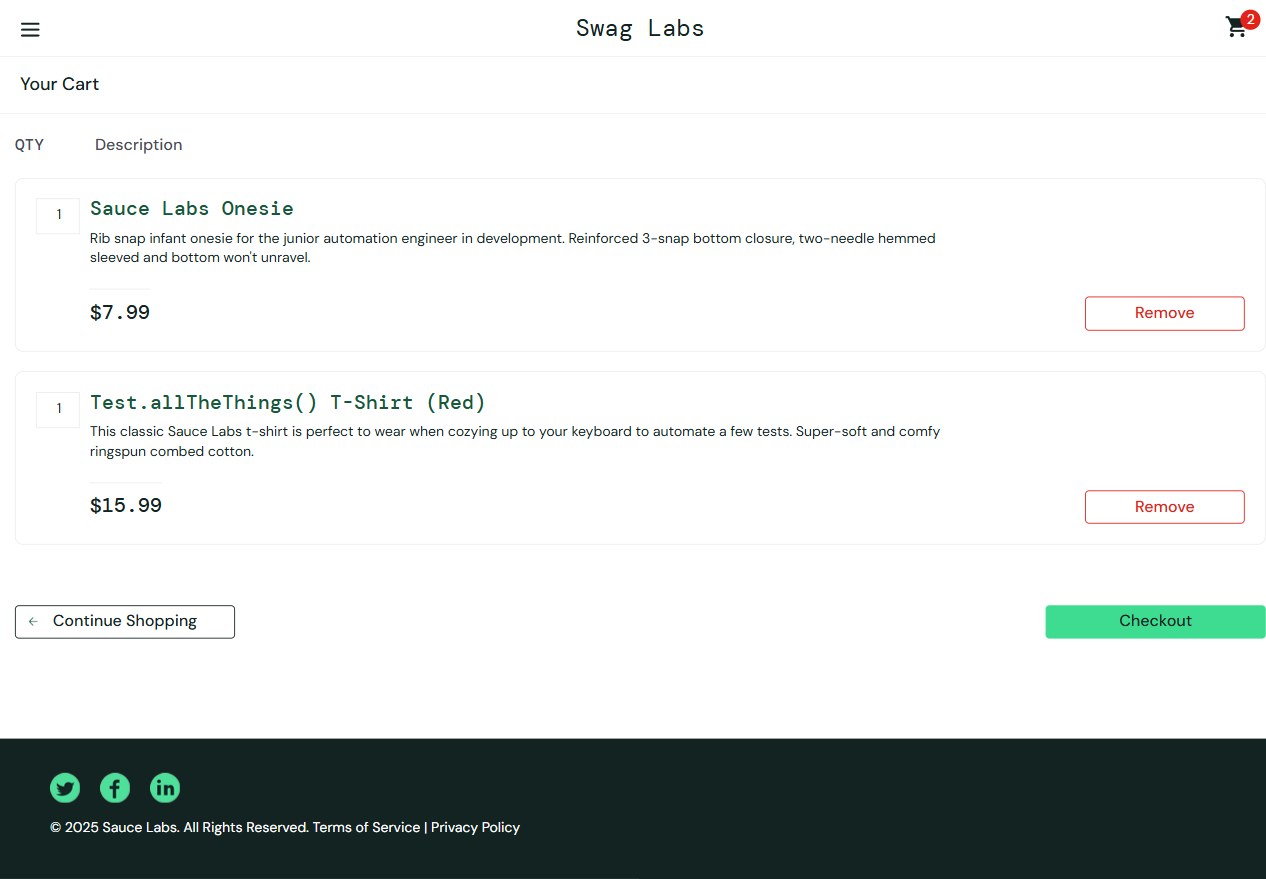 Swag Labs
2
Your Cart
QTY Description
1
Sauce Labs Onesie
Rib snap infant onesie for the junior automation engineer in development. Reinforced 3-snap bottom closure, two-needle hemmed
sleeved and bottom won't unravel.
$7.99
Remove
1
Test.allTheThings() T-Shirt (Red)
This classic Sauce Labs t-shirt is perfect to wear when cozying up to your keyboard to automate a few tests. Super-soft and comfy
ringspun combed cotton.
$15.99
Remove
Continue Shopping
Checkout
© 2025 Sauce Labs. All Rights Reserved. Terms of Service | Privacy Policy